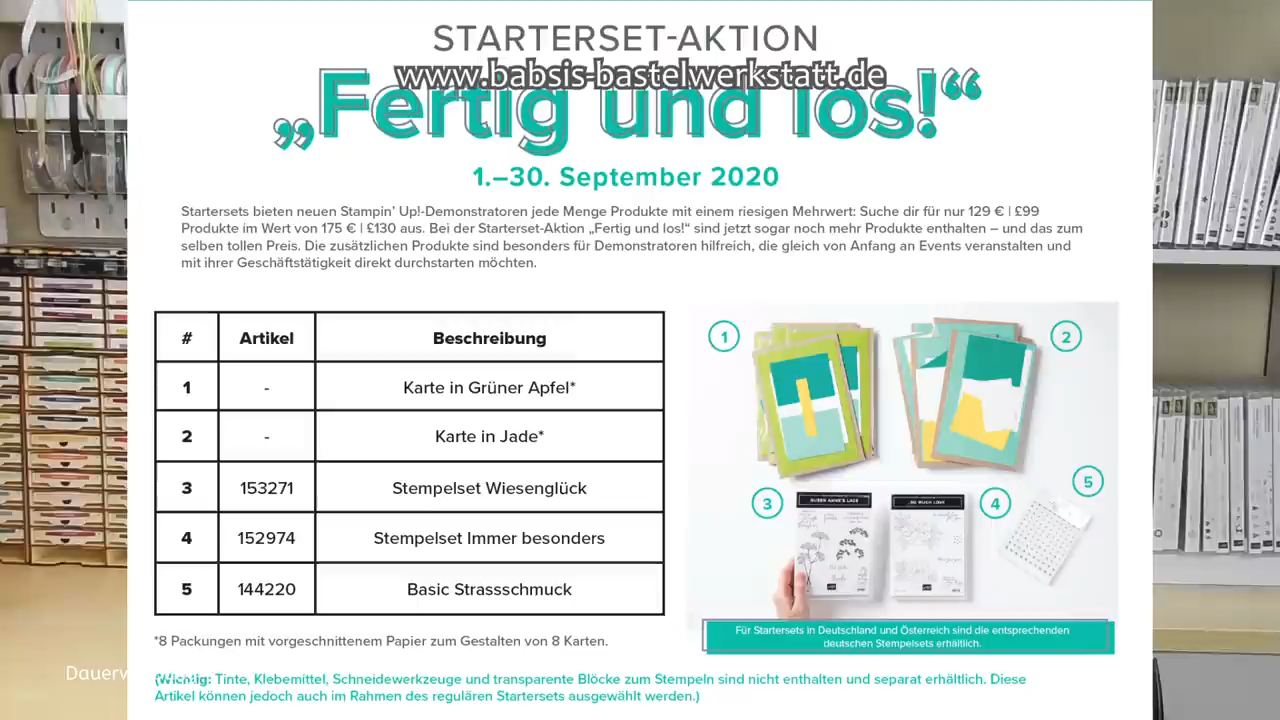 STARTERSET-AKTION
www.babsis-bastelwerkstatt.de
„Fertig und los!“
1.–30. September 2020
Startersets bieten neuen Stampin’ Up!-Demonstratoren jede Menge Produkte mit einem riesigen Mehrwert: Suche dir für nur 129 € | £99
Produkte im Wert von 175 € | £130 aus. Bei der Starterset-Aktion „Fertig und los!“ sind jetzt sogar noch mehr Produkte enthalten – und das zum
selben tollen Preis. Die zusätzlichen Produkte sind besonders für Demonstratoren hilfreich, die gleich von Anfang an Events veranstalten und
mit ihrer Geschäftstätigkeit direkt durchstarten möchten.
# Artikel Beschreibung
1 - Karte in Grüner Apfel*
2 - Karte in Jade*
3 153271 Stempelset Wiesenglück
4 152974 Stempelset Immer besonders
5 144220 Basic Strassschmuck
1
2
3
4
5
QUEEN ANNE'S LACE
SO MUCH LOVE
Für Startersets in Deutschland und Österreich sind die entsprechenden
deutschen Stempelsets erhältlich.
*8 Packungen mit vorgeschnittenem Papier zum Gestalten von 8 Karten.
Dauerw
(Wichtig: Tinte, Klebemittel, Schneidewerkzeuge und transparente Blöcke zum Stempeln sind nicht enthalten und separat erhältlich. Diese
Artikel können jedoch auch im Rahmen des regulären Startersets ausgewählt werden.)